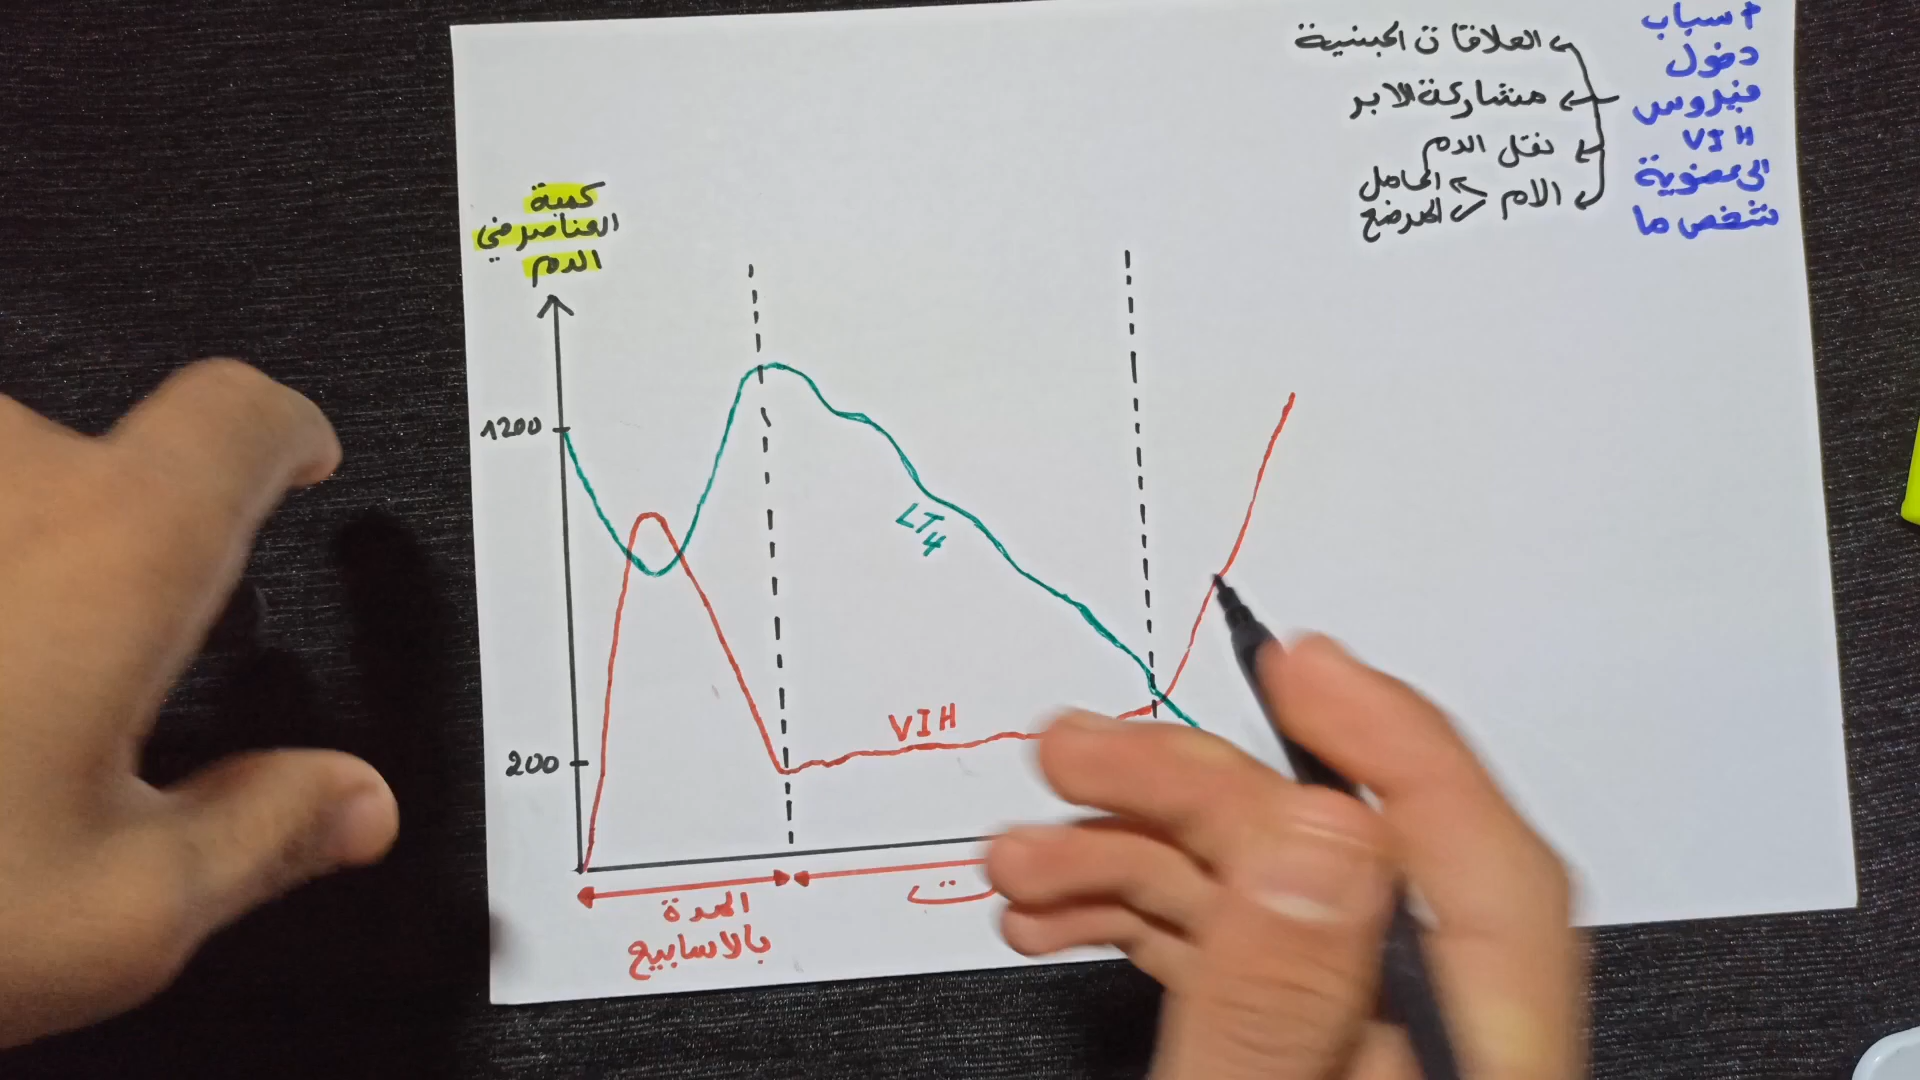 أسباب
دخول
فيروس
VIH
الى عضوية
شخص ما
العلاقات الجنسية
مشاركة الابر
نقل الدم
الام
الحامل
المرضع
كمية
العناصر في
الدم
1200
LT4
VIH
200
المدة
بالاسابيع